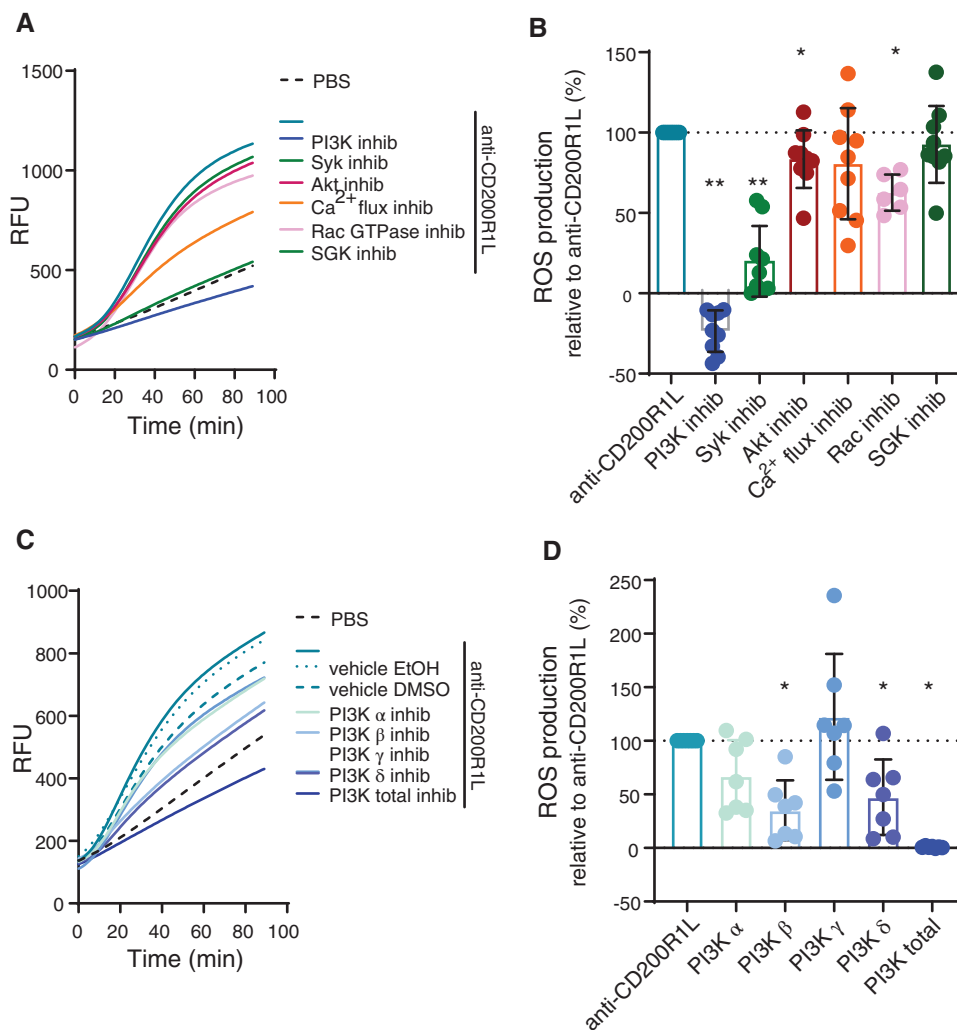 A
1500
1000
500
0
RFU
0 20 40 60 80 100
Time (min)
PBS
PI3K inhib
Syk inhib
Akt inhib
Ca2+ flux inhib
Rac GTPase inhib
SGK inhib
anti-CD200R1L
B
ROS production
relative to anti-CD200R1L (%)
150
100
50
0
-50
** ** * *
anti-CD200R1L
PI3K inhib
Syk inhib
Akt inhib
Ca2+ flux inhib
Rac inhib
SGK inhib
C
1000
800
600
400
200
0
RFU
0 20 40 60 80 100
Time (min)
PBS
vehicle EtOH
vehicle DMSO
PI3K α inhib
PI3K β inhib
PI3K γ inhib
PI3K δ inhib
PI3K total inhib
anti-CD200R1L
D
ROS production
relative to anti-CD200R1L (%)
250
200
150
100
50
0
-50
* * *
anti-CD200R1L
PI3K α
PI3K β
PI3K γ
PI3K δ
PI3K total